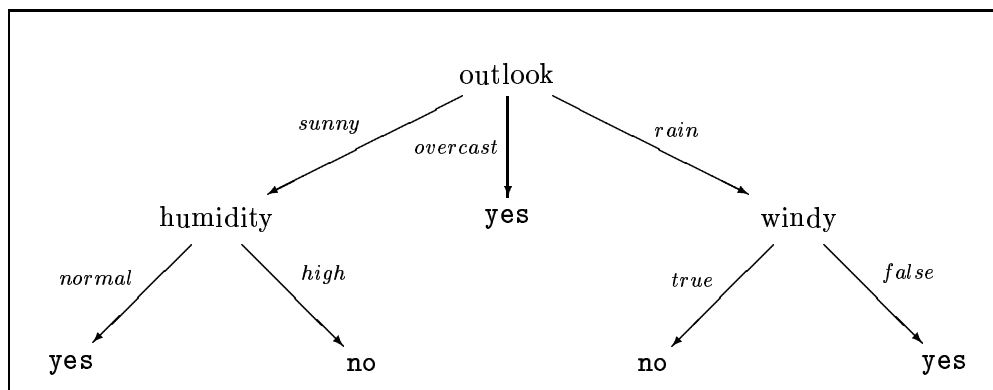 outlook
sunny
overcast
rain
humidity
yes
windy
normal
high
true
false
yes
no
no
yes